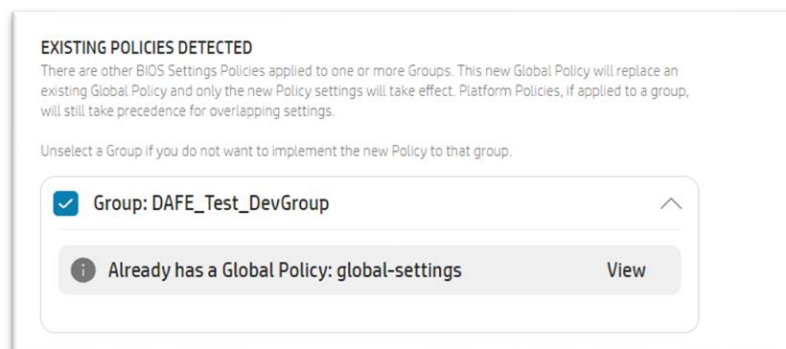 EXISTING POLICIES DETECTED
There are other BIOS Settings Policies applied to one or more Groups. This new Global Policy will replace an
existing Global Policy and only the new Policy settings will take effect. Platform Policies, if applied to a group,
will still take precedence for overlapping settings.
Unselect a Group if you do not want to implement the new Policy to that group.
Group: DAFE_Test_DevGroup
Already has a Global Policy: global-settings View